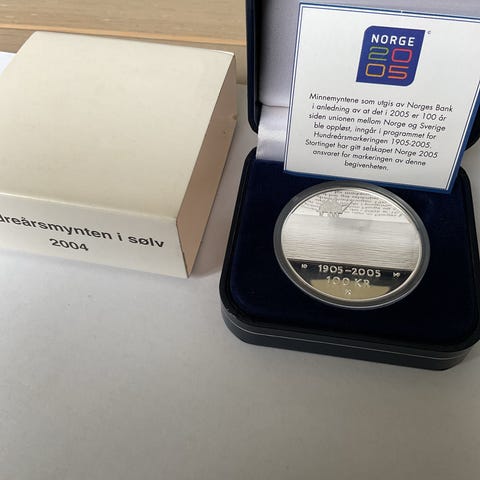 NORGE
2005
©
Minnemyntene som utgis av Norges Bank
i anledning av at det i 2005 er 100 år
siden unionen mellom Norge og Sverige
ble oppløst, inngår i programmet for
Hundreårsmarkeringen 1905-2005.
Stortinget har gitt selskapet Norge 2005
ansvaret for markeringen av denne
begivenheten.
dreårsmynten i sølv
2004
1905-2005
100 KR